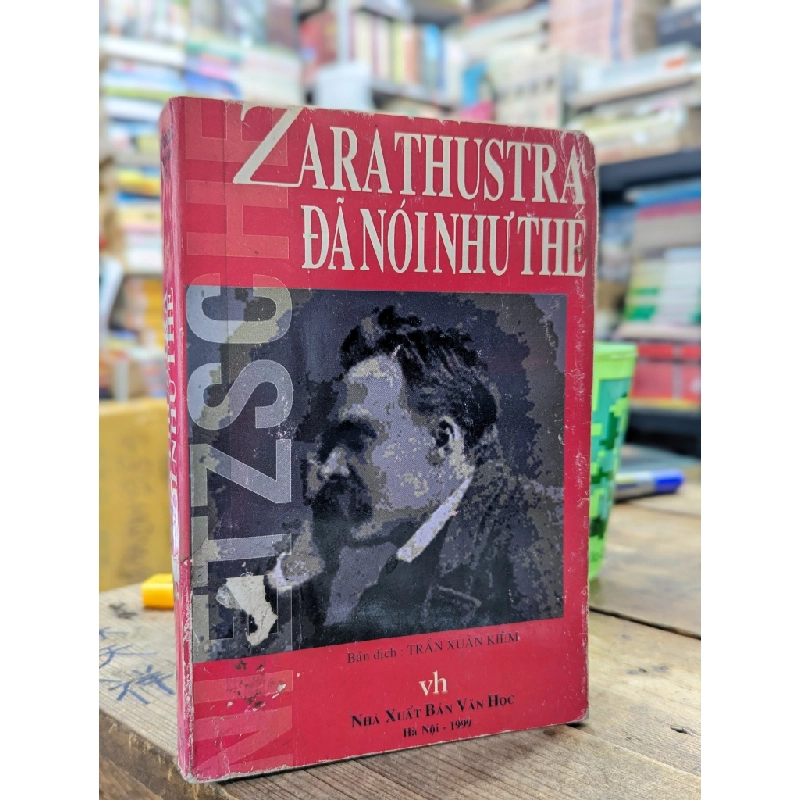 ZARATHUSTRA
ĐÃ NÓI NHƯ THẾ
NIETZSCHE
Bản dịch : TRẦN XUÂN KIÊM
vh
NHÀ XUẤT BẢN VĂN HỌC
Hà Nội - 1999